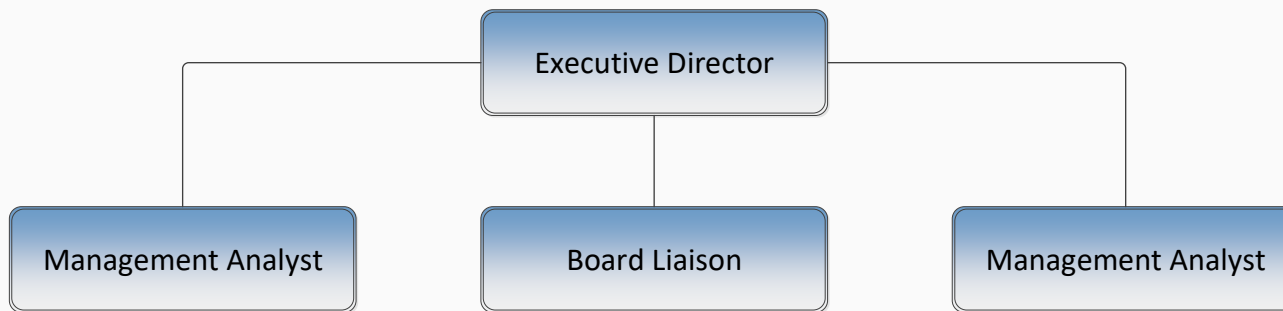 Executive Director
Management Analyst
Board Liaison
Management Analyst